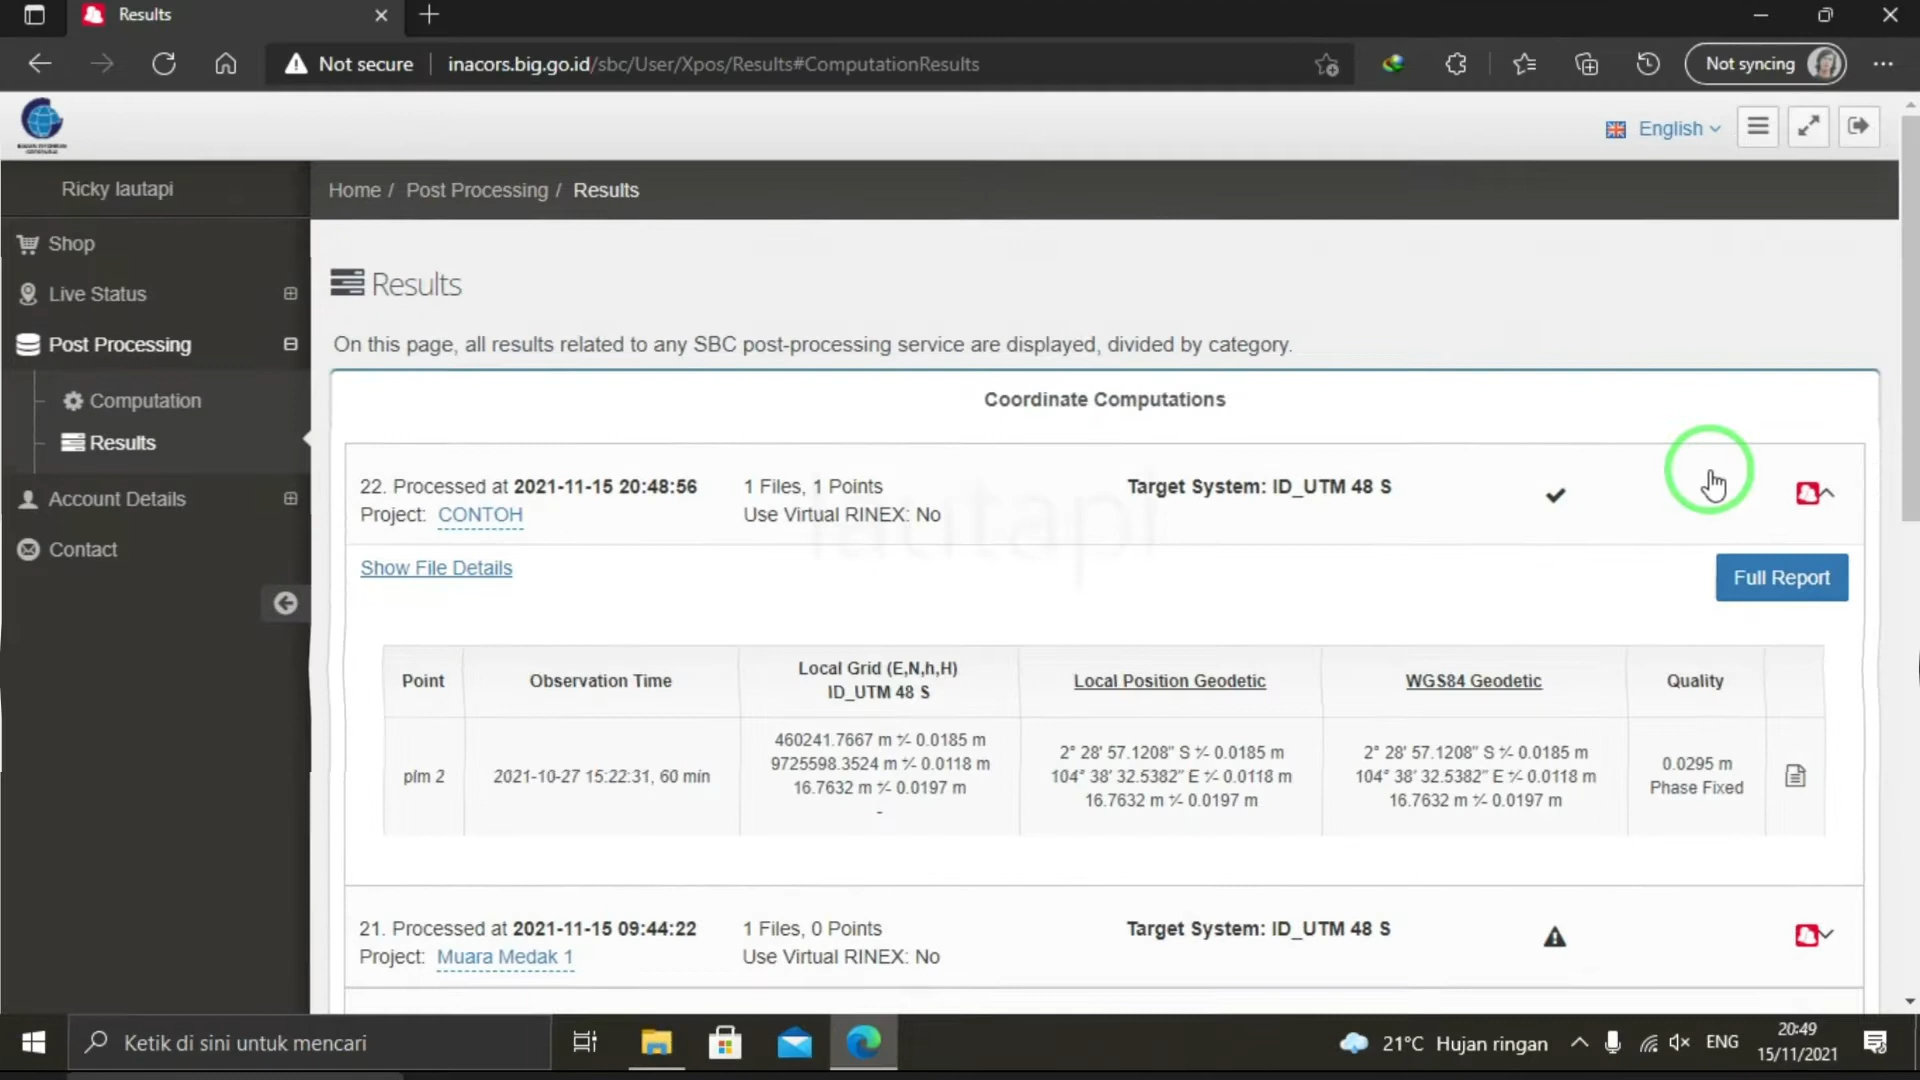 Results
Not secure
inacors.big.go.id/sbc/User/Xpos/Results#ComputationResults
Not syncing
English
Ricky lautapi
Home / Post Processing / Results
Shop
Live Status
Post Processing
Computation
Results
Account Details
Contact
Results
On this page, all results related to any SBC post-processing service are displayed, divided by category.
Coordinate Computations
22. Processed at 2021-11-15 20:48:56
Project: CONTOH
1 Files, 1 Points
Use Virtual RINEX: No
Target System: ID_UTM 48 S
lautapi
Show File Details
Full Report
Point
Observation Time
Local Grid (E,N,h,H)
ID_UTM 48 S
Local Position Geodetic
WGS84 Geodetic
Quality
plm 2
2021-10-27 15:22:31, 60 min
460241.7667 m +⁄- 0.0185 m
9725598.3524 m +⁄- 0.0118 m
16.7632 m +⁄- 0.0197 m
-
2° 28' 57.1208" S +⁄- 0.0185 m
104° 38' 32.5382" E +⁄- 0.0118 m
16.7632 m +⁄- 0.0197 m
2° 28' 57.1208" S +⁄- 0.0185 m
104° 38' 32.5382" E +⁄- 0.0118 m
16.7632 m +⁄- 0.0197 m
0.0295 m
Phase Fixed
21. Processed at 2021-11-15 09:44:22
Project: Muara Medak 1
1 Files, 0 Points
Use Virtual RINEX: No
Target System: ID_UTM 48 S
Ketik di sini untuk mencari
21°C Hujan ringan
ENG
20:49
15/11/2021